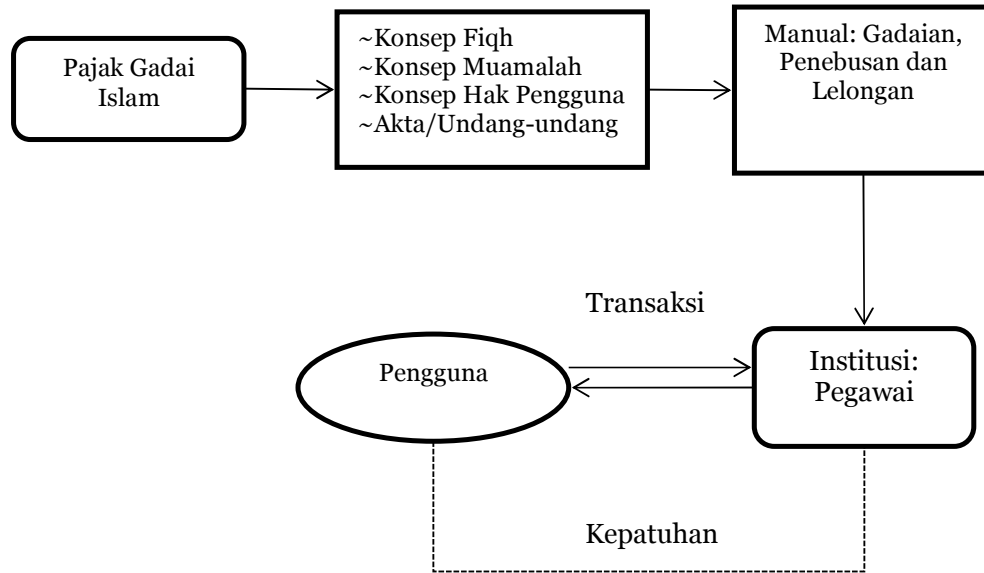 Pajak Gadai
Islam
~Konsep Fiqh
~Konsep Muamalah
~Konsep Hak Pengguna
~Akta/Undang-undang
Manual: Gadaian,
Penebusan dan
Lelongan
Transaksi
Pengguna
Institusi:
Pegawai
Kepatuhan